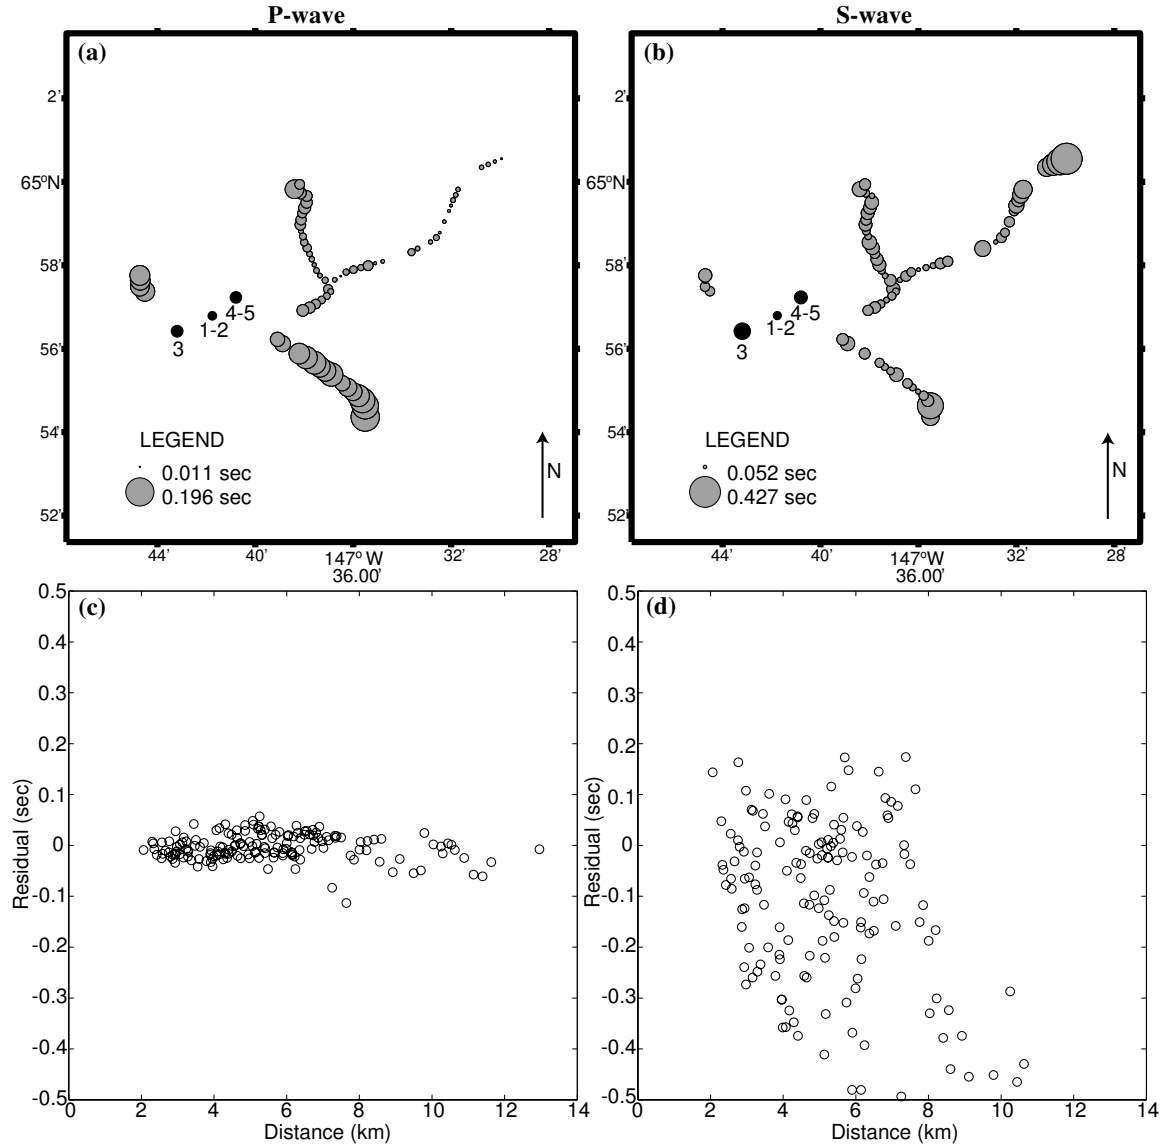 P-wave
S-wave
(a)
(b)
2'
65ºN
58'
56'
54'
52'
4-5
1-2
3
LEGEND
0.011 sec
0.196 sec
N
44'
40'
147º W
36.00'
32'
28'
2'
65ºN
58'
56'
54'
52'
4-5
1-2
3
LEGEND
0.052 sec
0.427 sec
N
44'
40'
147º W
36.00'
32'
28'
(c)
0.5
0.4
0.3
0.2
0.1
0
-0.1
-0.2
-0.3
-0.4
-0.5
Residual (sec)
0 2 4 6 8 10 12 14
Distance (km)
(d)
0.5
0.4
0.3
0.2
0.1
0
-0.1
-0.2
-0.3
-0.4
-0.5
Residual (sec)
0 2 4 6 8 10 12 14
Distance (km)